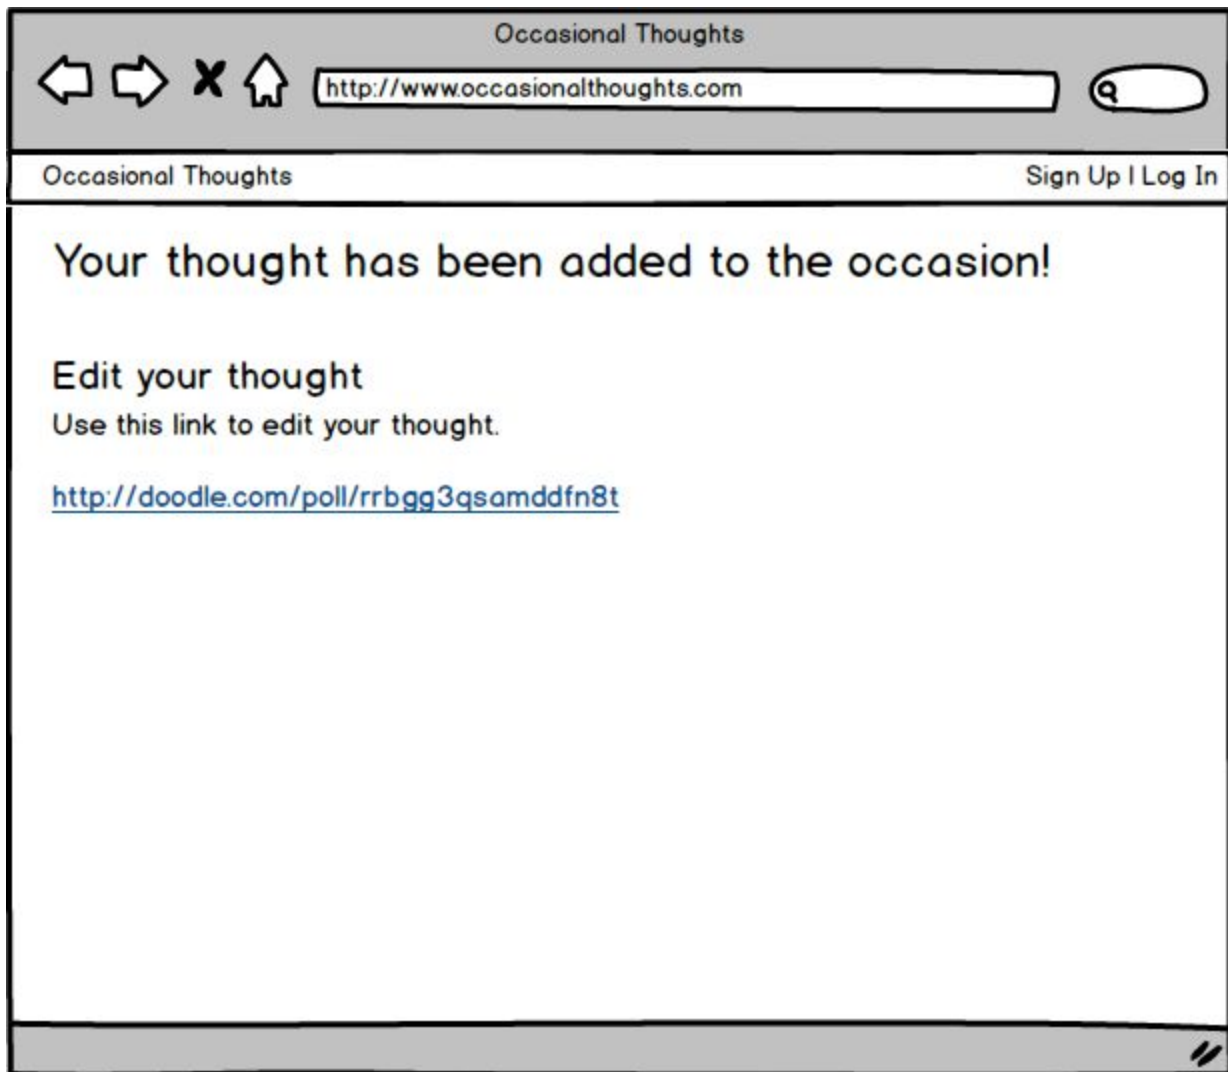 Occasional Thoughts
http://www.occasionalthoughts.com
Occasional Thoughts Sign Up | Log In
Your thought has been added to the occasion!
Edit your thought
Use this link to edit your thought.
http://doodle.com/poll/rrbgg3qsamddfn8t